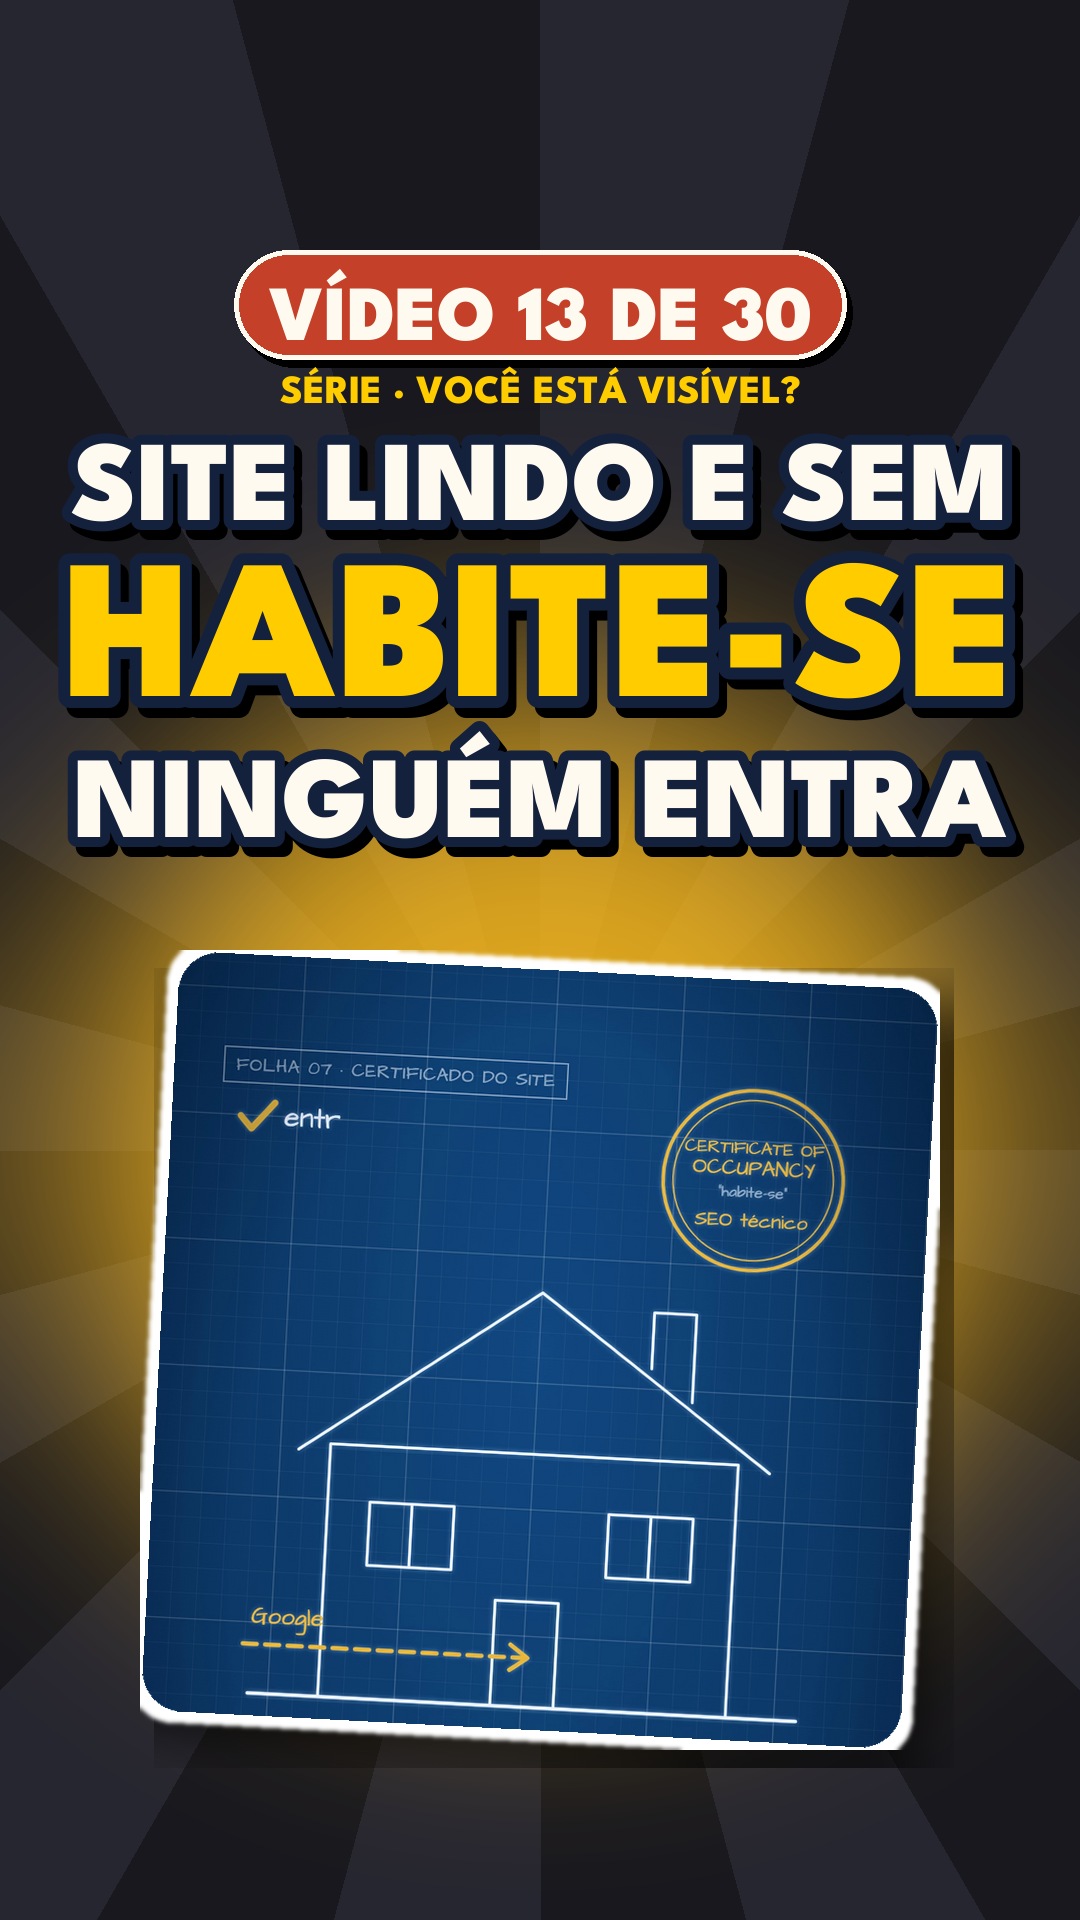 VÍDEO 13 DE 30
SÉRIE · VOCÊ ESTÁ VISÍVEL?
SITE LINDO E SEM
HABITE-SE
NINGUÉM ENTRA
FOLHA 07 · CERTIFICADO DO SITE
entr
CERTIFICATE OF
OCCUPANCY
"habite-se"
SEO técnico
Google